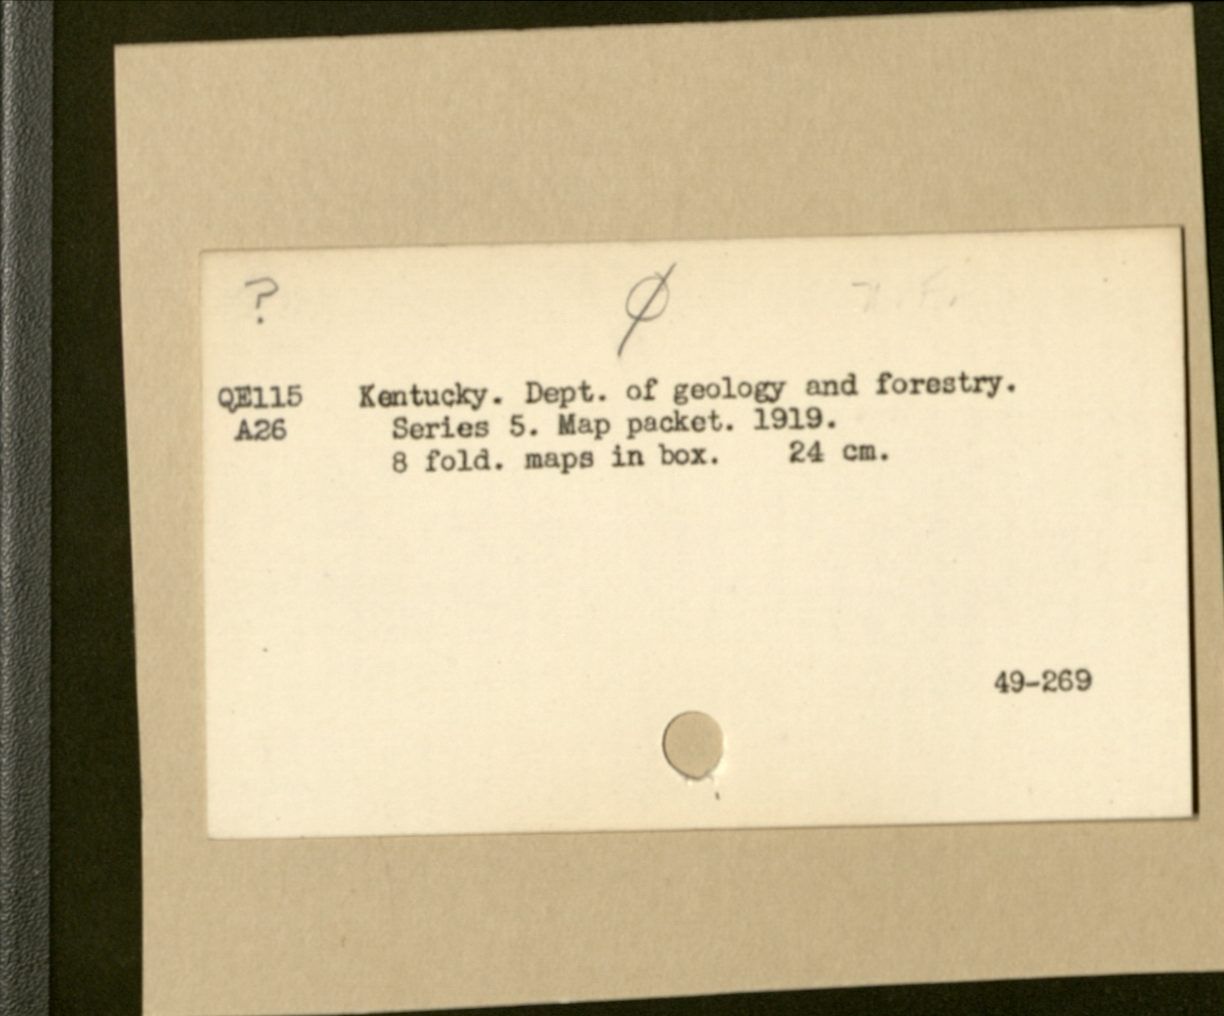 ?
QE115 Kentucky. Dept. of geology and forestry.
A26 Series 5. Map packet. 1919.
8 fold. maps in box. 24 cm.
49-269